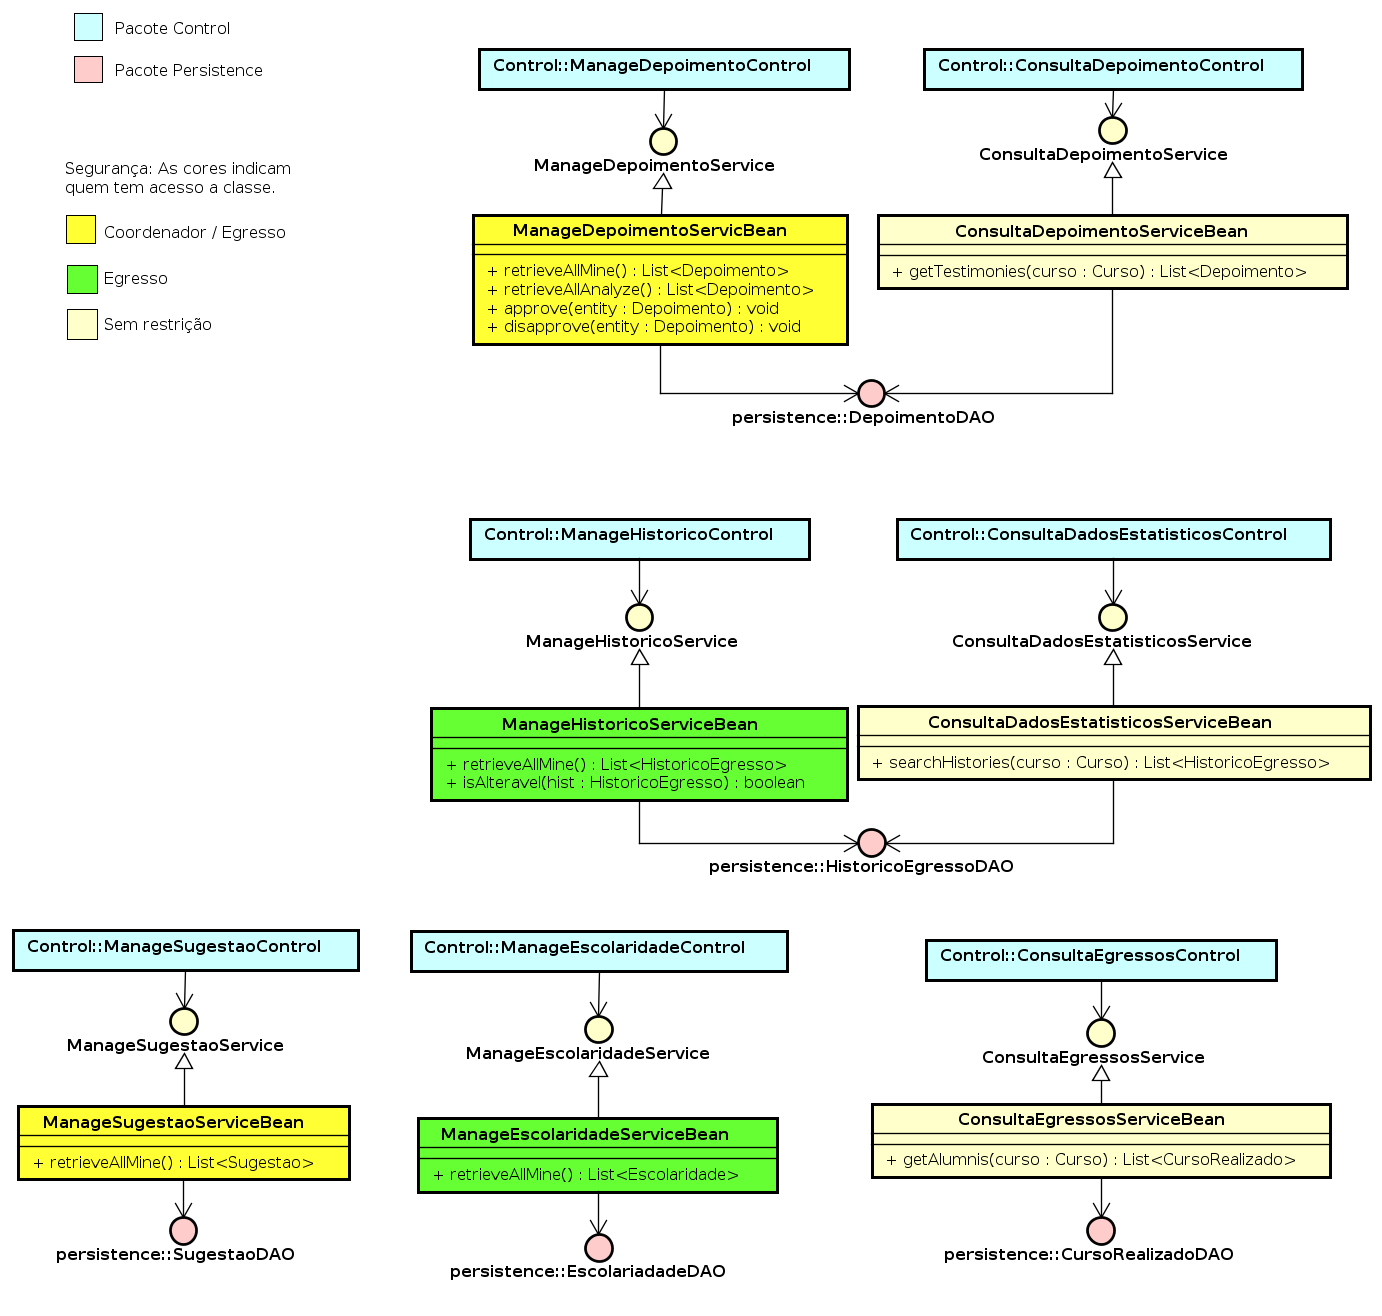 Pacote Control
Pacote Persistence
Segurança: As cores indicam
quem tem acesso a classe.
Coordenador / Egresso
Egresso
Sem restrição
Control::ManageDepoimentoControl
ManageDepoimentoService
ManageDepoimentoServicBean
+ retrieveAllMine() : List<Depoimento>
+ retrieveAllAnalyze() : List<Depoimento>
+ approve(entity : Depoimento) : void
+ disapprove(entity : Depoimento) : void
Control::ConsultaDepoimentoControl
ConsultaDepoimentoService
ConsultaDepoimentoServiceBean
+ getTestimonies(curso : Curso) : List<Depoimento>
persistence::DepoimentoDAO
Control::ManageHistoricoControl
ManageHistoricoService
ManageHistoricoServiceBean
+ retrieveAllMine() : List<HistoricoEgresso>
+ isAlteravel(hist : HistoricoEgresso) : boolean
Control::ConsultaDadosEstatisticosControl
ConsultaDadosEstatisticosService
ConsultaDadosEstatisticosServiceBean
+ searchHistories(curso : Curso) : List<HistoricoEgresso>
persistence::HistoricoEgressoDAO
Control::ManageSugestaoControl
ManageSugestaoService
ManageSugestaoServiceBean
+ retrieveAllMine() : List<Sugestao>
persistence::SugestaoDAO
Control::ManageEscolaridadeControl
ManageEscolaridadeService
ManageEscolaridadeServiceBean
+ retrieveAllMine() : List<Escolaridade>
persistence::EscolariadadeDAO
Control::ConsultaEgressosControl
ConsultaEgressosService
ConsultaEgressosServiceBean
+ getAlumnis(curso : Curso) : List<CursoRealizado>
persistence::CursoRealizadoDAO